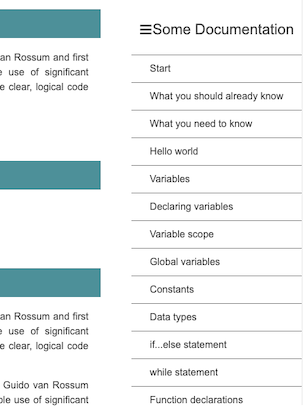 an Rossum and first
use of significant
e clear, logical code
an Rossum and first
use of significant
e clear, logical code
Guido van Rossum
ble use of significant
☰Some Documentation
Start
What you should already know
What you need to know
Hello world
Variables
Declaring variables
Variable scope
Global variables
Constants
Data types
if...else statement
while statement
Function declarations